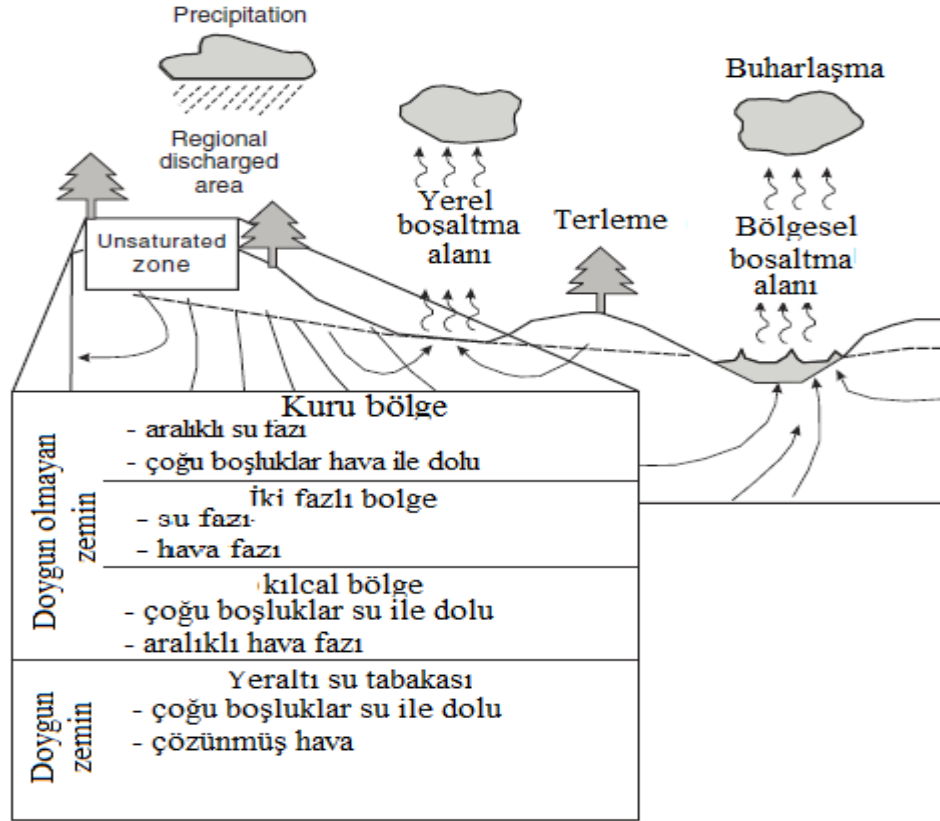 Precipitation
Regional
discharged
area
Unsaturated
zone
Yerel
boşaltma
alanı
Terleme
Buharlaşma
Bölgesel
bosaltma
alanı
Doygun olmayan
zemin
Kuru bölge
- aralıklı su fazı
- çoğu boşluklar hava ile dolu
İki fazlı bolge
- su fazı
- hava fazı
kılcal bölge
- çoğu boşluklar su ile dolu
- aralıklı hava fazı
Doygun
zemin
Yeraltı su tabakası
- çoğu boşluklar su ile dolu
- çözünmüş hava